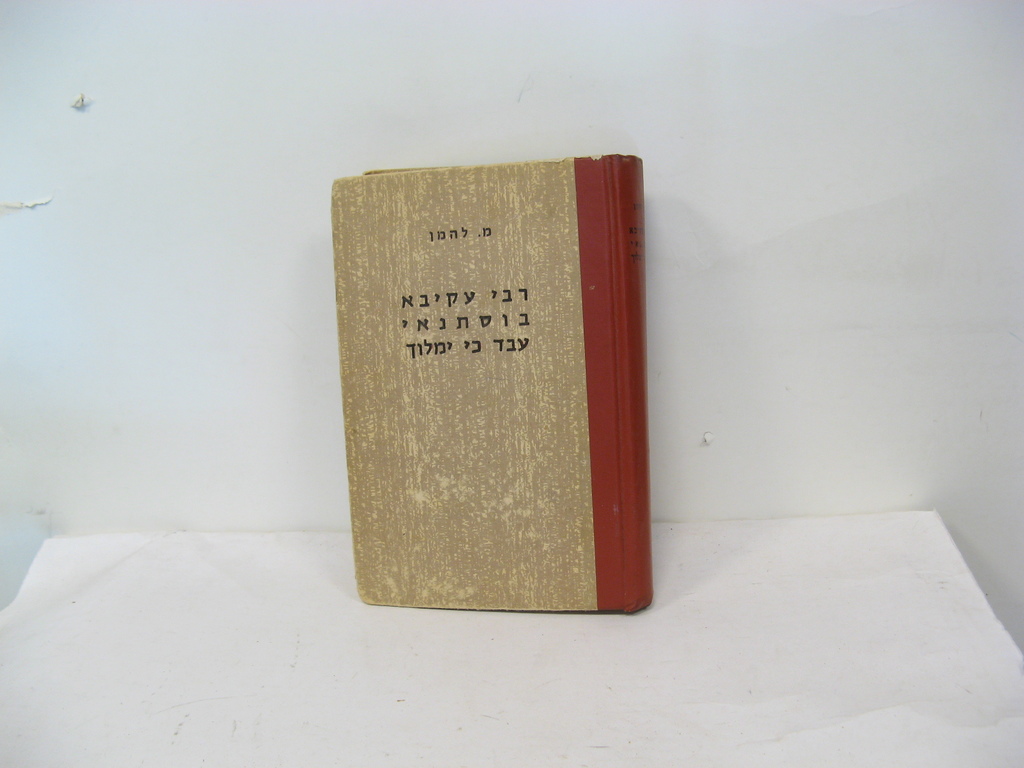 מ. להמן
רבי עקיבא
בוסתנאי
עבד כי ימלוך